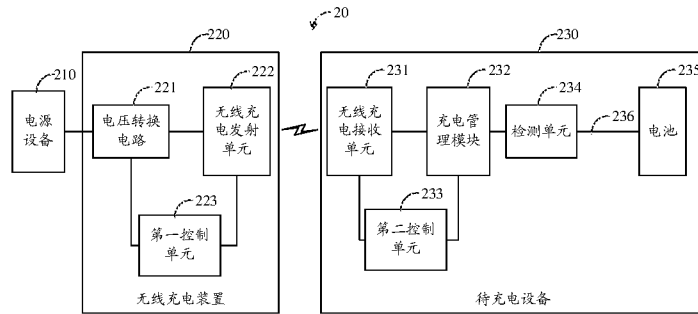 20
220
230
210
221
222
231
232
234
235
电源
设备
电压转换
电路
无线充
电发射
单元
无线充
电接收
单元
充电管
理模块
检测单元
236
电池
223
第一控制
单元
233
第二控制
单元
无线充电装置
待充电设备